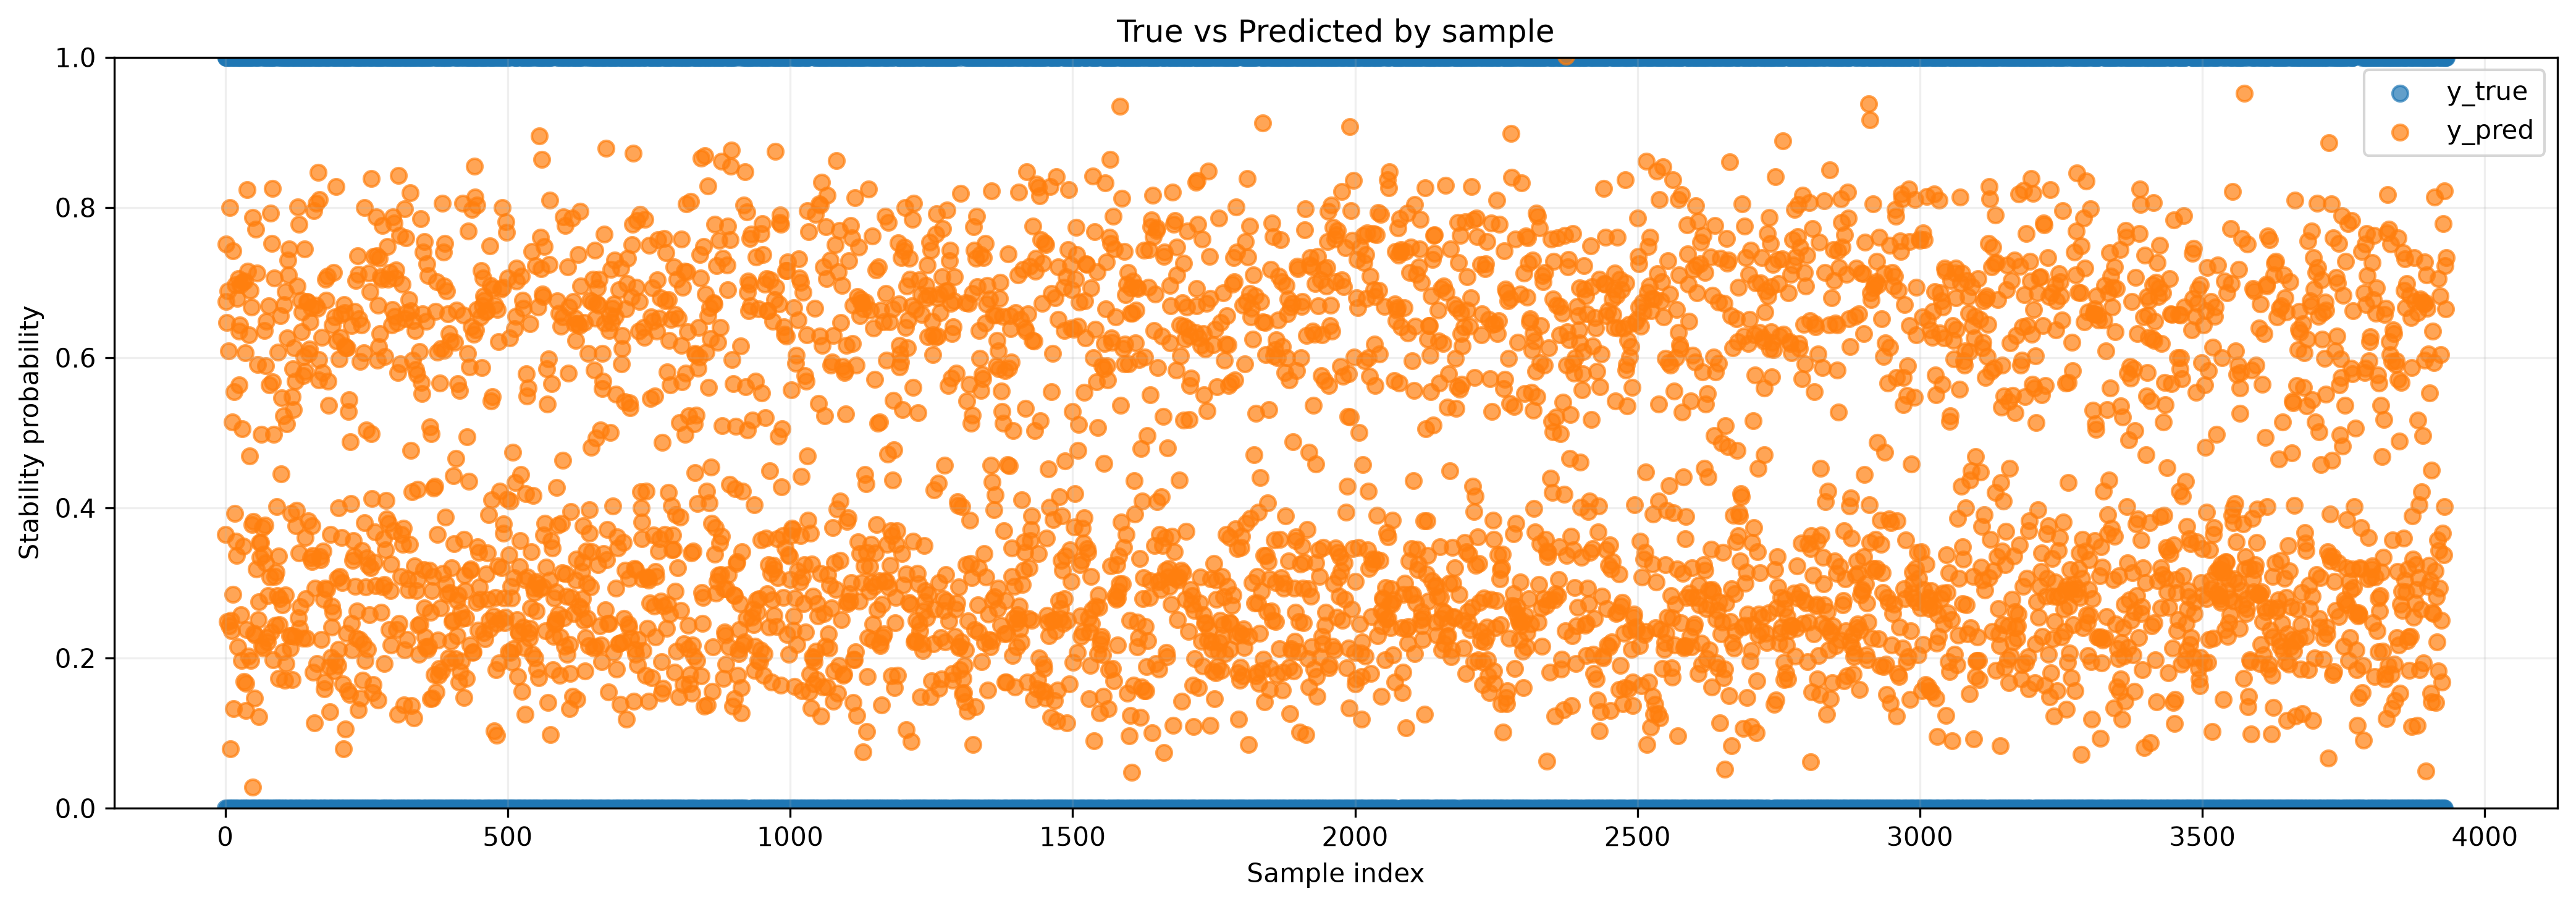 True vs Predicted by sample
1.0
0.8
0.6
0.4
0.2
0.0
Stability probability
y_true
y_pred
0 500 1000 1500 2000 2500 3000 3500 4000
Sample index